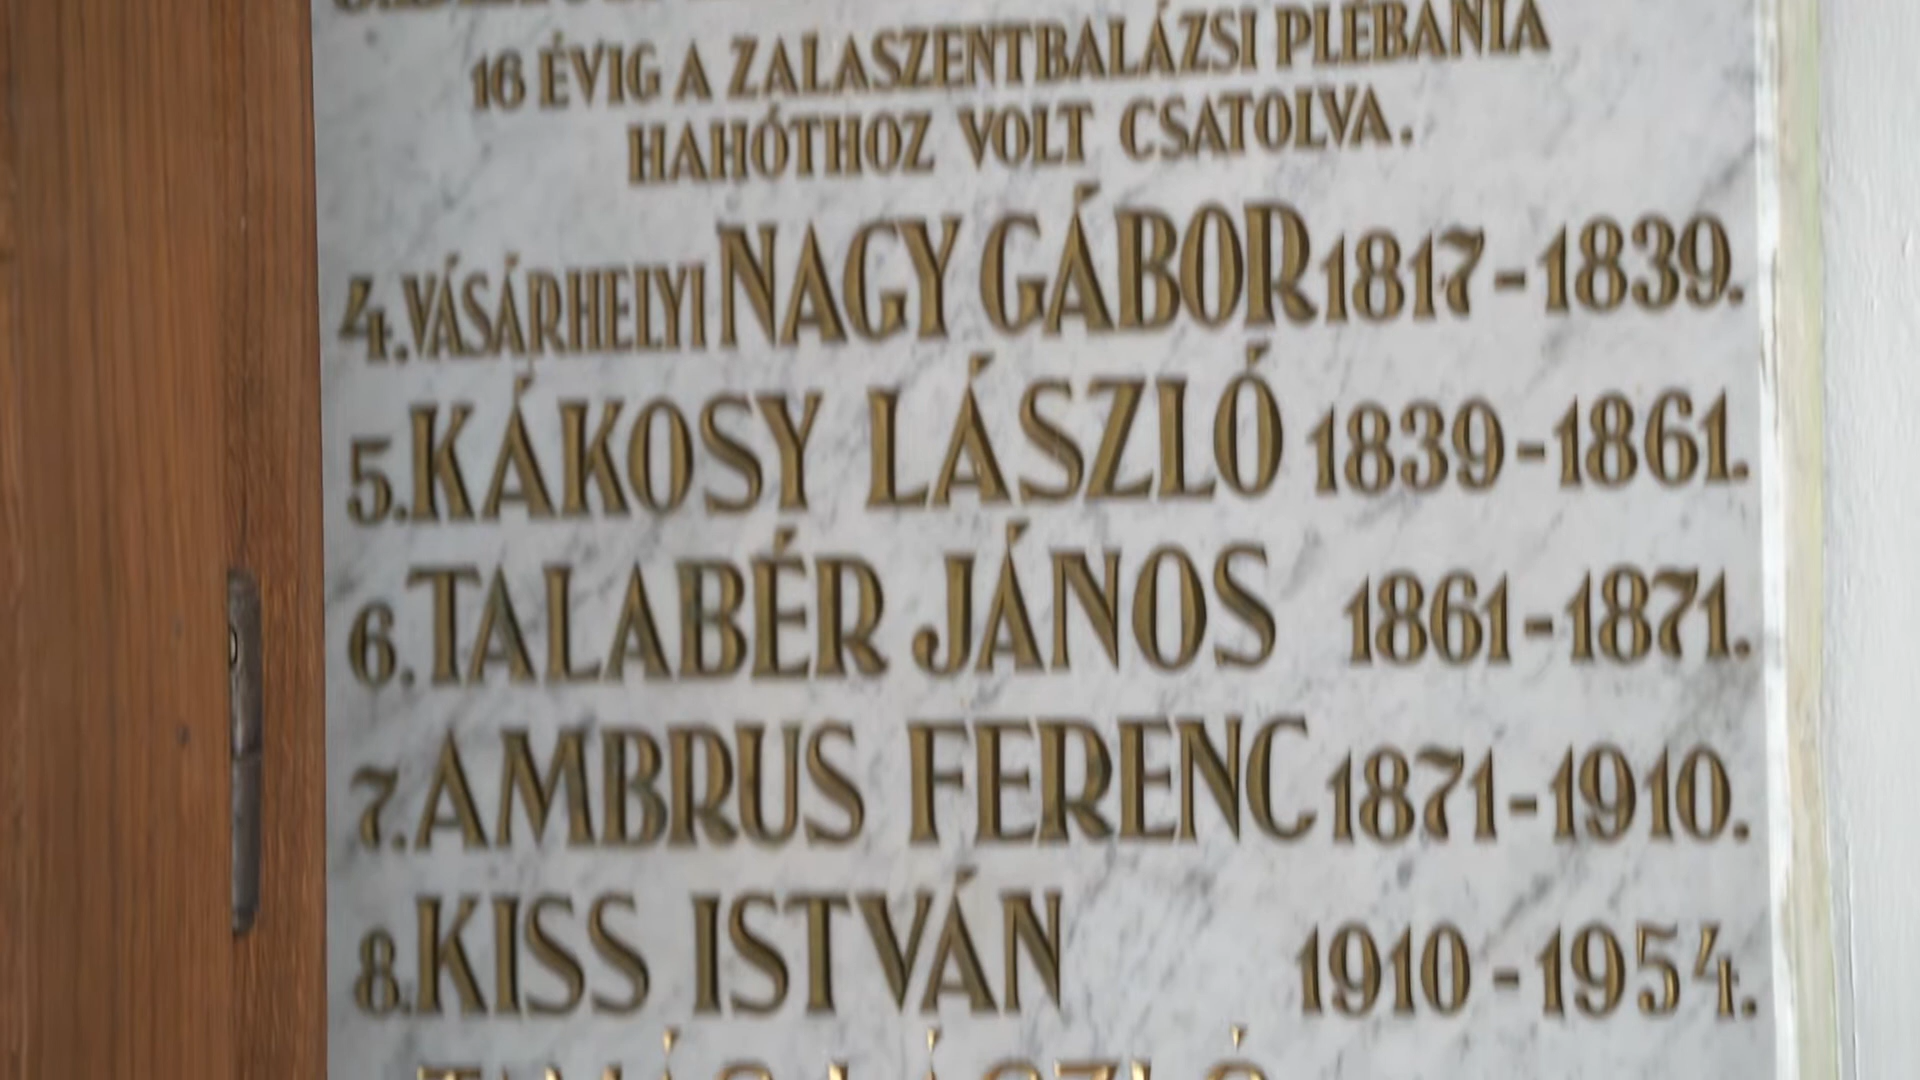 16 ÉVIG A ZALASZENTBALÁZSI PLÉBÁNIA
HAHÓTHOZ VOLT CSATOLVA.
4. VÁSÁRHELYI NAGY GÁBOR 1817-1839.
5. KÁKOSY LÁSZLÓ 1839-1861.
6. TALABÉR JÁNOS 1861-1871.
7. AMBRUS FERENC 1871-1910.
8. KISS ISTVÁN 1910-1954.
LÁSZLÓ